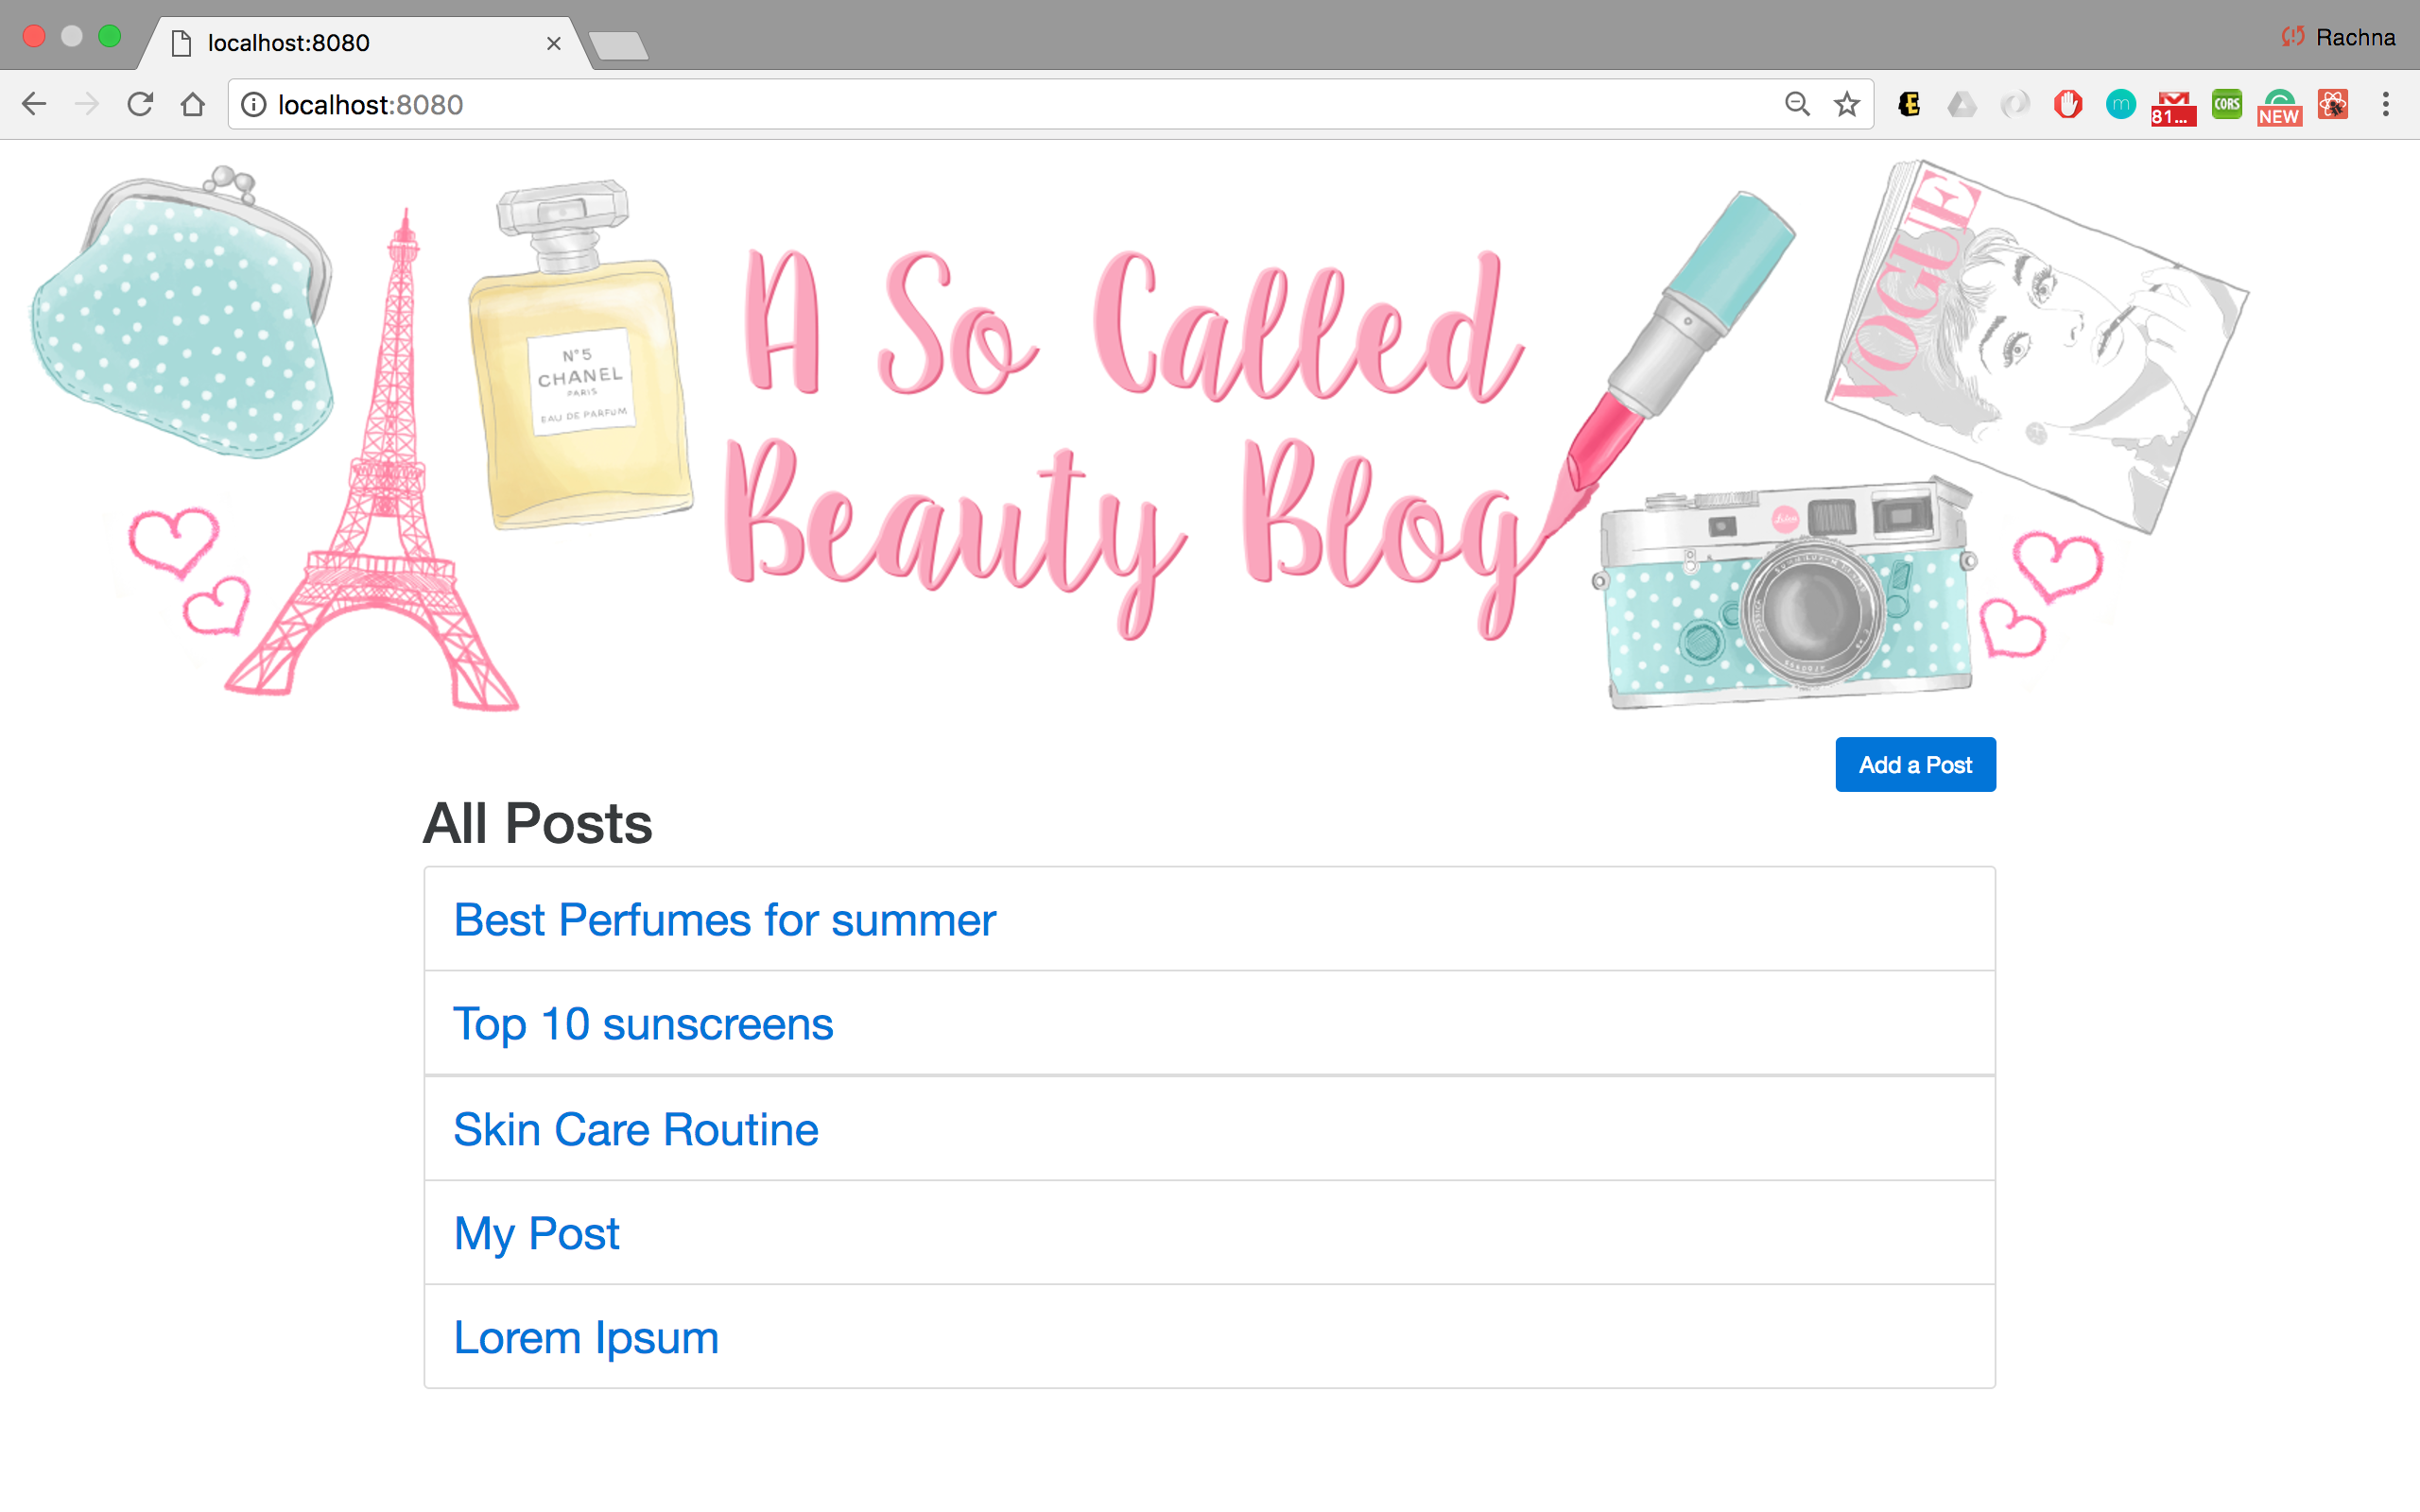 localhost:8080
Rachna
localhost:8080
E
m
81...
CORS
NEW
N°5
CHANEL
PARIS
EAU DE PARFUM
A So Called
Beauty Blog
VOGUE
Leica
Add a Post
All Posts
Best Perfumes for summer
Top 10 sunscreens
Skin Care Routine
My Post
Lorem Ipsum